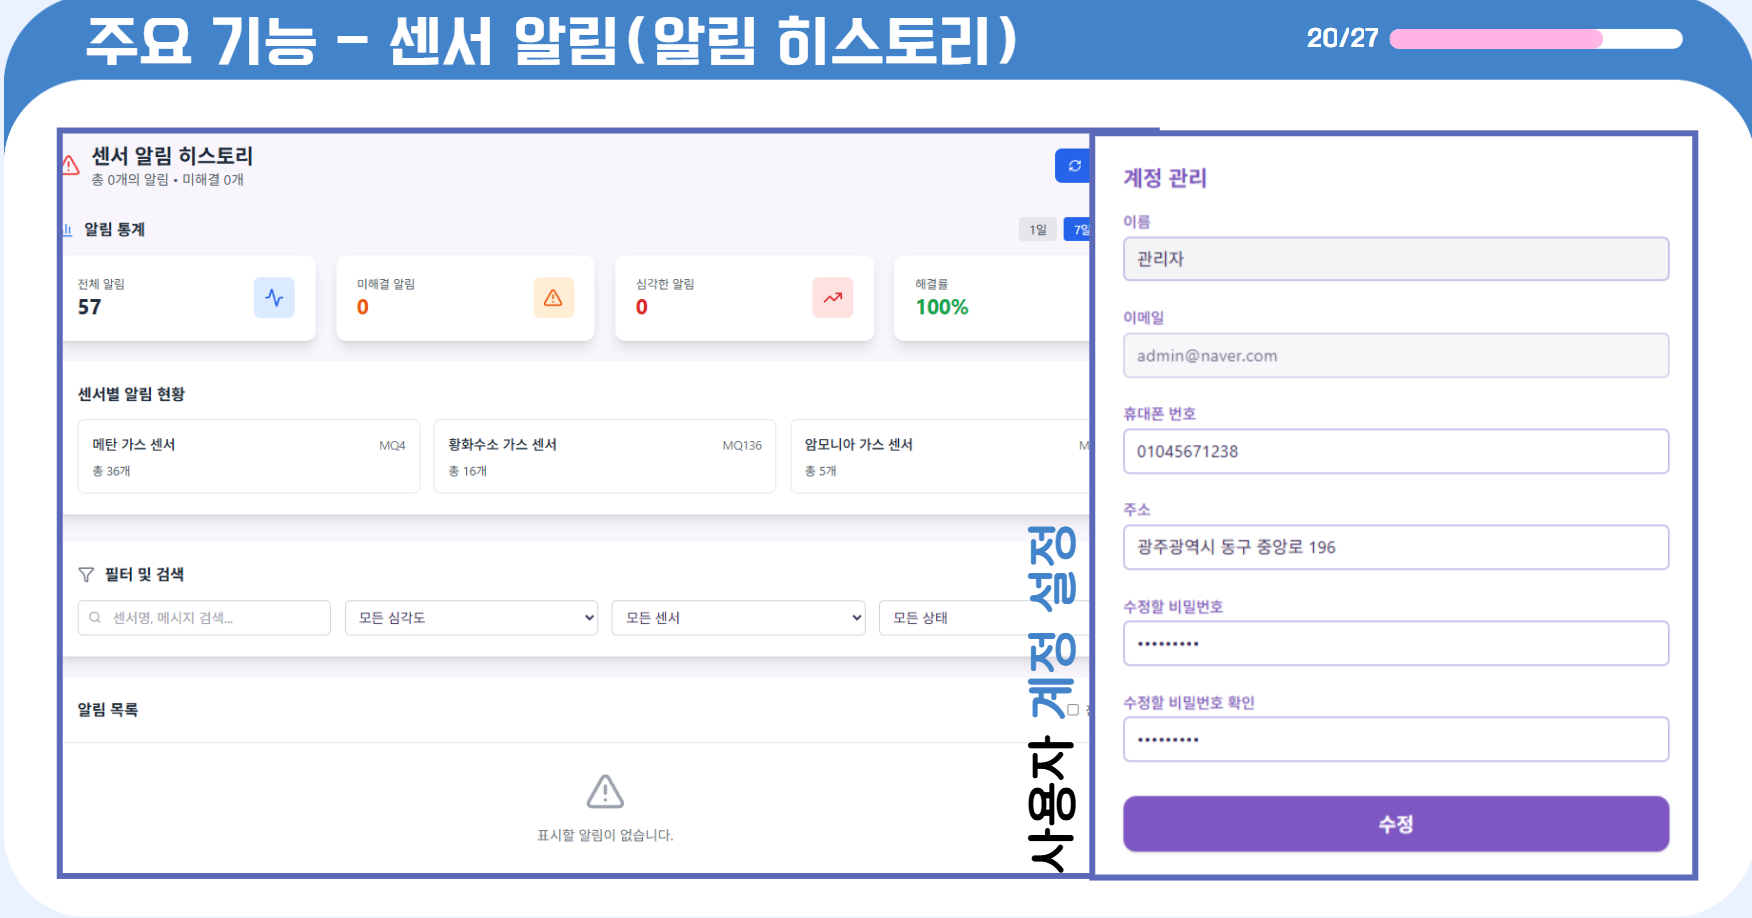 주요 기능 - 센서 알림(알림 히스토리)
20/27
센서 알림 히스토리
총 0개의 알림 • 미해결 0개
알림 통계
1일
7일
전체 알림
57
미해결 알림
0
심각한 알림
0
해결률
100%
센서별 알림 현황
메탄 가스 센서 MQ4
총 36개
황화수소 가스 센서 MQ136
총 16개
암모니아 가스 센서
총 5개
필터 및 검색
센서명, 메시지 검색...
모든 심각도
모든 센서
모든 상태
알림 목록
표시할 알림이 없습니다.
사용자 계정 설정
계정 관리
이름
관리자
이메일
admin@naver.com
휴대폰 번호
01045671238
주소
광주광역시 동구 중앙로 196
수정할 비밀번호
•••••••••
수정할 비밀번호 확인
•••••••••
수정